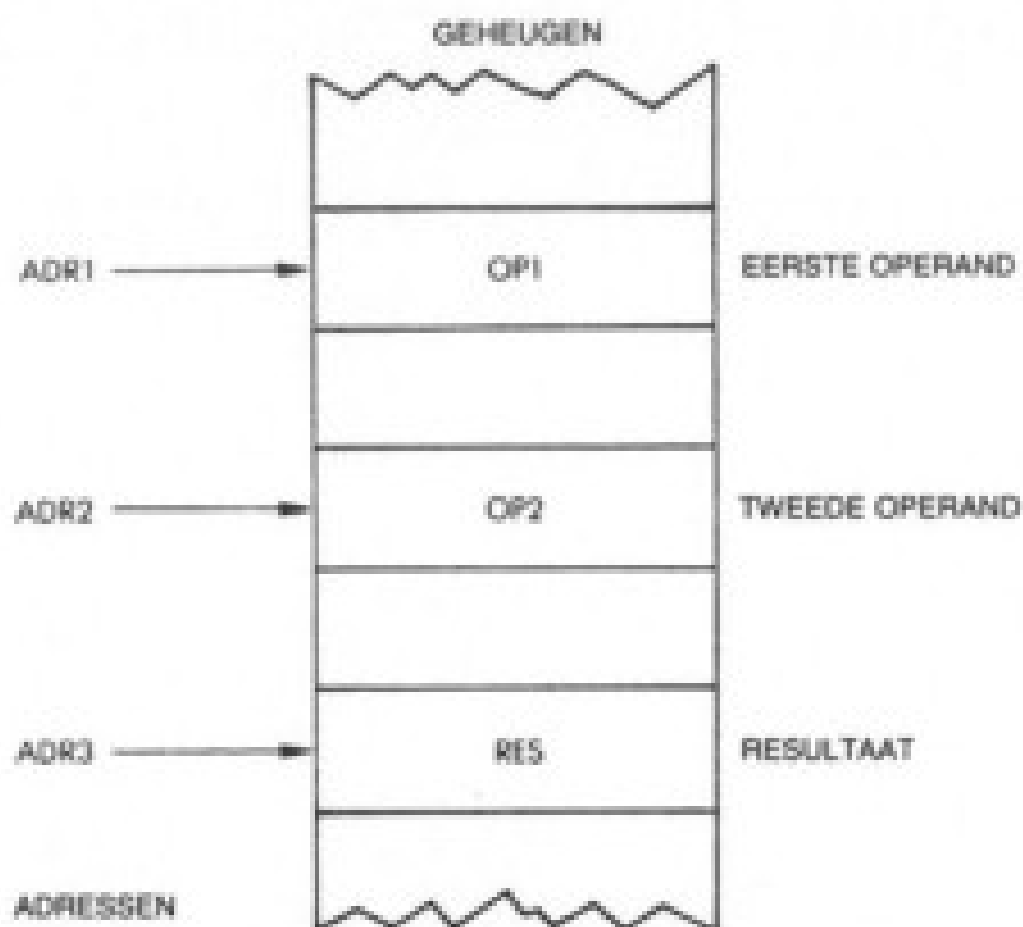 GEHEUGEN
ADR1 OP1 EERSTE OPERAND
ADR2 OP2 TWEEDE OPERAND
ADR3 RES RESULTAAT
ADRESSEN